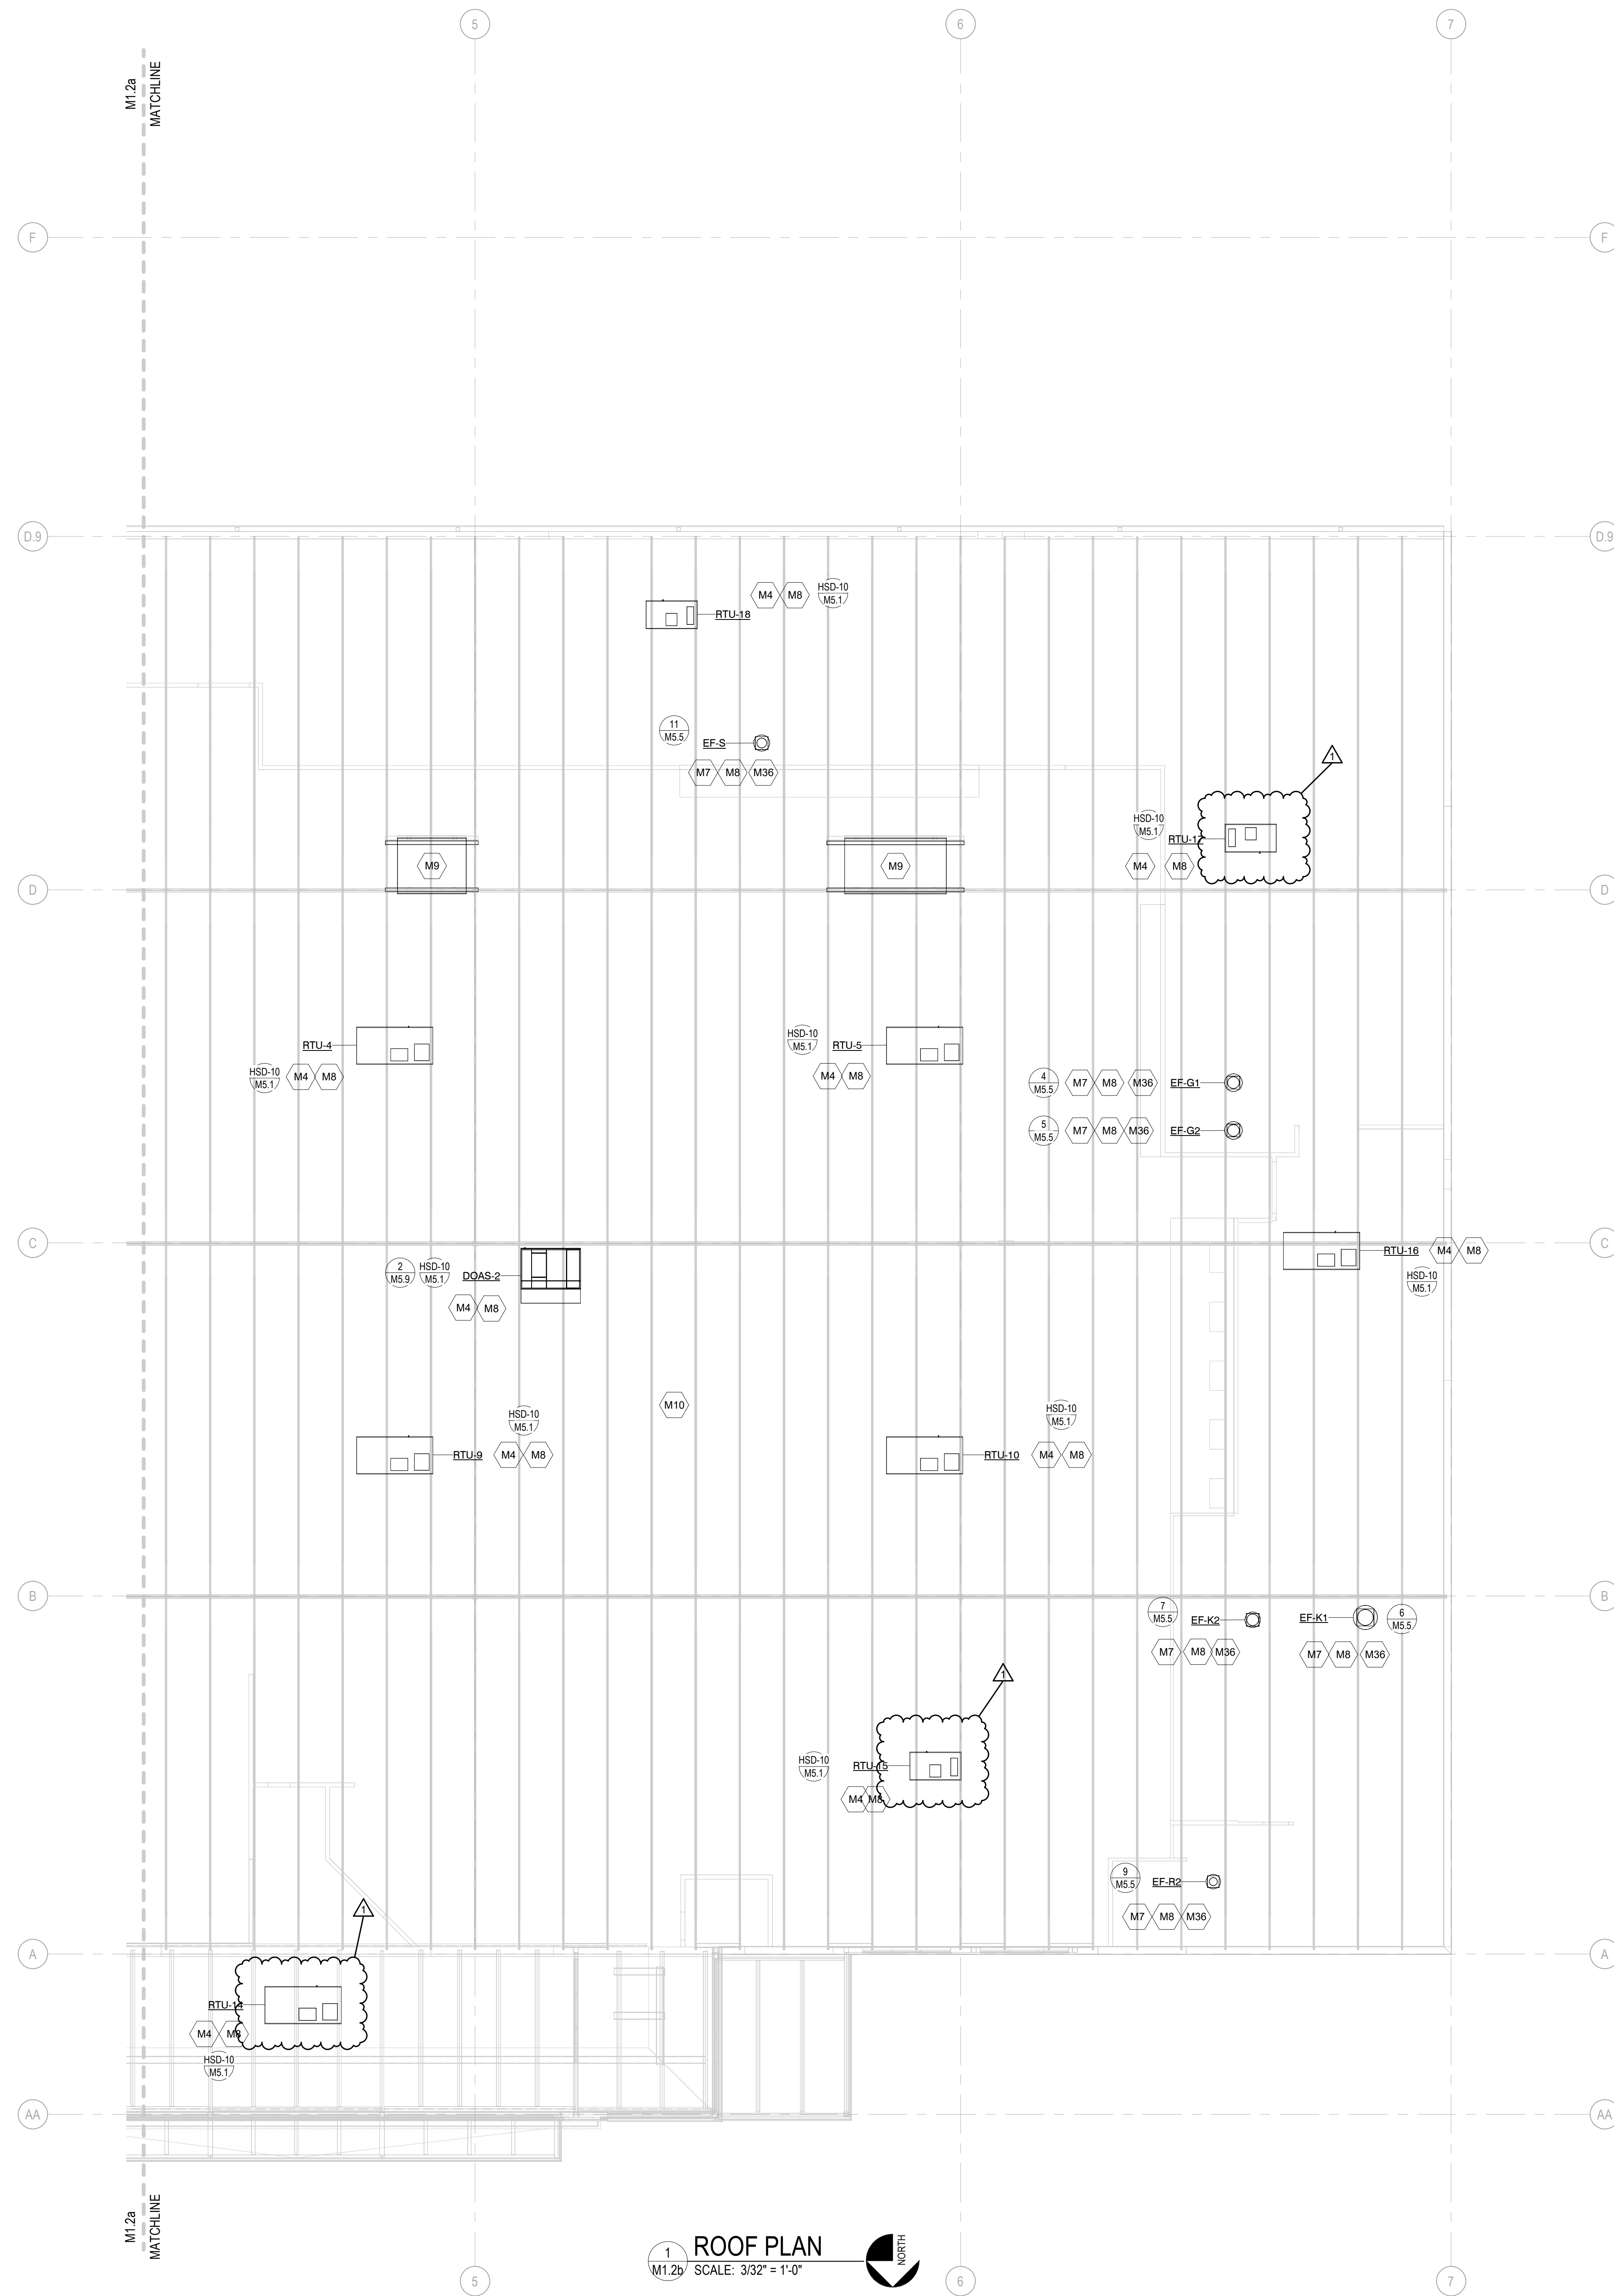 5
6
7
M1.2a
MATCHLINE
F
F
D.9
D.9
M4
M8
HSD-10
M5.1
RTU-18
11
M5.5
EF-S
M7
M8
M36
1
HSD-10
M5.1
RTU-17
M4
M8
M9
M9
D
D
RTU-4
HSD-10
M5.1
M4
M8
HSD-10
M5.1
RTU-5
M4
M8
4
M5.5
M7
M8
M36
EF-G1
5
M5.5
M7
M8
M36
EF-G2
C
C
2
M5.9
HSD-10
M5.1
DOAS-2
M4
M8
RTU-16
M4
M8
HSD-10
M5.1
M10
HSD-10
M5.1
RTU-9
M4
M8
HSD-10
M5.1
RTU-10
M4
M8
B
B
7
M5.5
EF-K2
M7
M8
M36
EF-K1
6
M5.5
M7
M8
M36
1
HSD-10
M5.1
RTU-15
M4
M8
9
M5.5
EF-R2
M7
M8
M36
1
A
A
RTU-14
M4
M8
HSD-10
M5.1
AA
AA
M1.2a
MATCHLINE
1
M1.2b
ROOF PLAN
SCALE: 3/32" = 1'-0"
NORTH
5
6
7